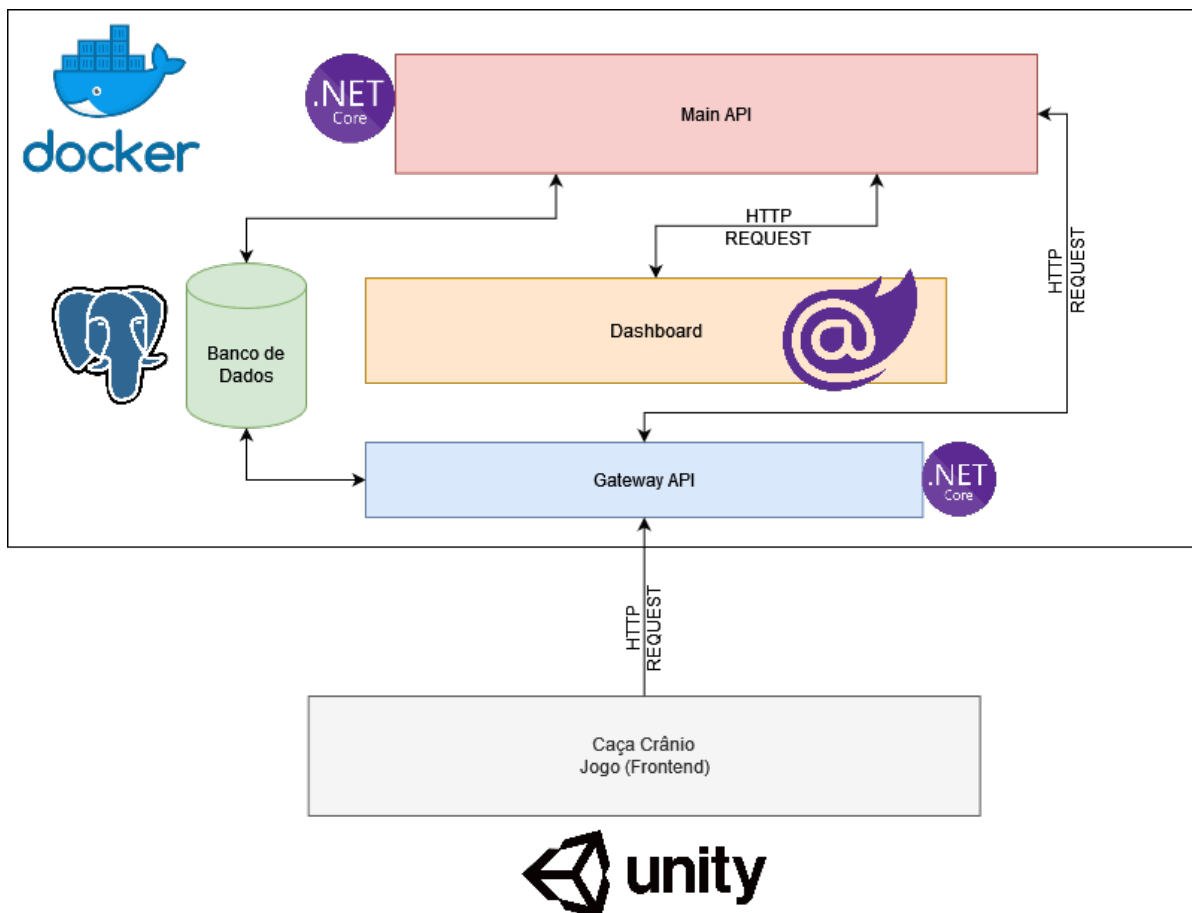 docker
.NET
Core
Main API
HTTP
REQUEST
HTTP
REQUEST
Banco de
Dados
Dashboard
@
Gateway API
.NET
Core
HTTP
REQUEST
Caça Crânio
Jogo (Frontend)
unity